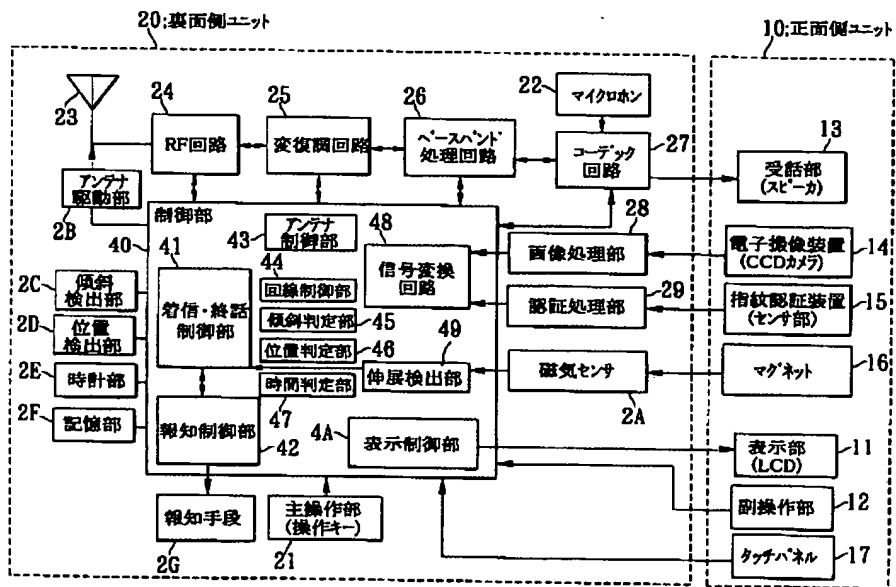 20;裏面側ユニット
10;正面側ユニット
23
24
RF回路
25
変復調回路
26
ベースバンド
処理回路
22
マイクロホン
27
コーデック
回路
13
受話部
(スピーカ)
アンテナ
駆動部
2B
制御部
40
41
着信・終話
制御部
43
アンテナ
制御部
44
回線制御部
傾斜判定部
45
位置判定部
46
時間判定部
47
48
信号変換
回路
49
伸展検出部
28
画像処理部
14
電子撮像装置
(CCDカメラ)
29
認証処理部
15
指紋認証装置
(センサ部)
磁気センサ
2A
マグネット
16
2C
傾斜
検出部
2D
位置
検出部
2E
時計部
2F
記憶部
報知制御部
42
4A
表示制御部
表示部
(LCD)
11
副操作部
12
報知手段
2G
主操作部
(操作キー)
21
タッチパネル
17